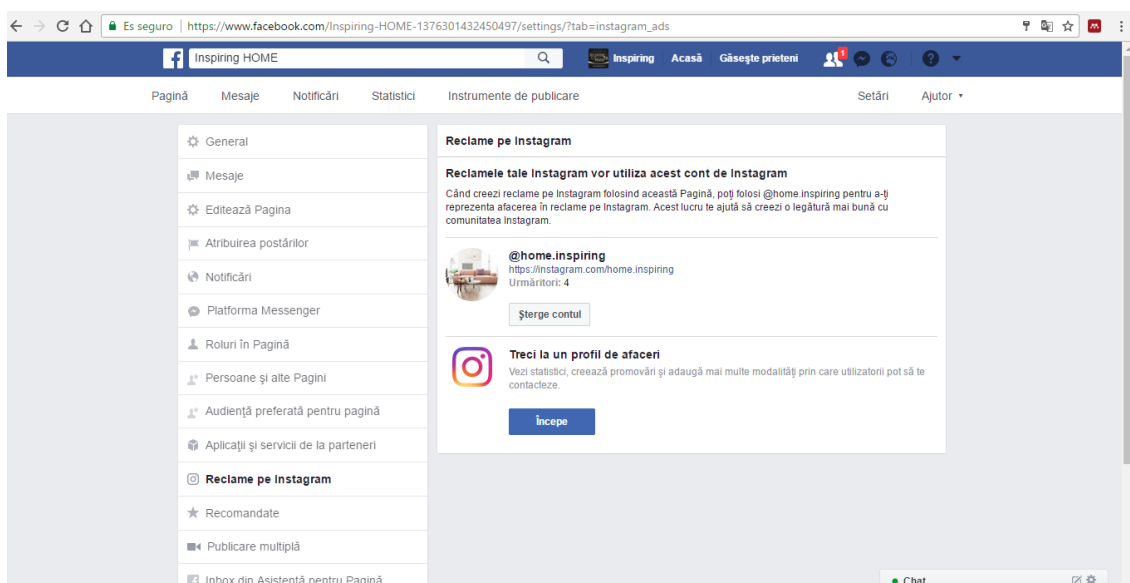 Es seguro | https://www.facebook.com/Inspiring-HOME-1376301432450497/settings/?tab=instagram_ads
Inspiring HOME
Inspiring Acasă Găsește prieteni 1
Pagină Mesaje Notificări Statistici Instrumente de publicare Setări Ajutor
General
Mesaje
Editează Pagina
Atribuirea postărilor
Notificări
Platforma Messenger
Roluri în Pagină
Persoane și alte Pagini
Audiență preferată pentru pagină
Aplicații și servicii de la parteneri
Reclame pe Instagram
Recomandate
Publicare multiplă
Inbox din Asistență pentru Pagină
Reclame pe Instagram
Reclamele tale Instagram vor utiliza acest cont de Instagram
Când creezi reclame pe Instagram folosind această Pagină, poți folosi @home.inspiring pentru a-ți
reprezenta afacerea în reclame pe Instagram. Acest lucru te ajută să creezi o legătură mai bună cu
comunitatea Instagram.
@home.inspiring
https://instagram.com/home.inspiring
Urmăritori: 4
Șterge contul
Treci la un profil de afaceri
Vezi statistici, creează promovări și adaugă mai multe modalități prin care utilizatorii pot să te
contacteze.
Începe
Chat